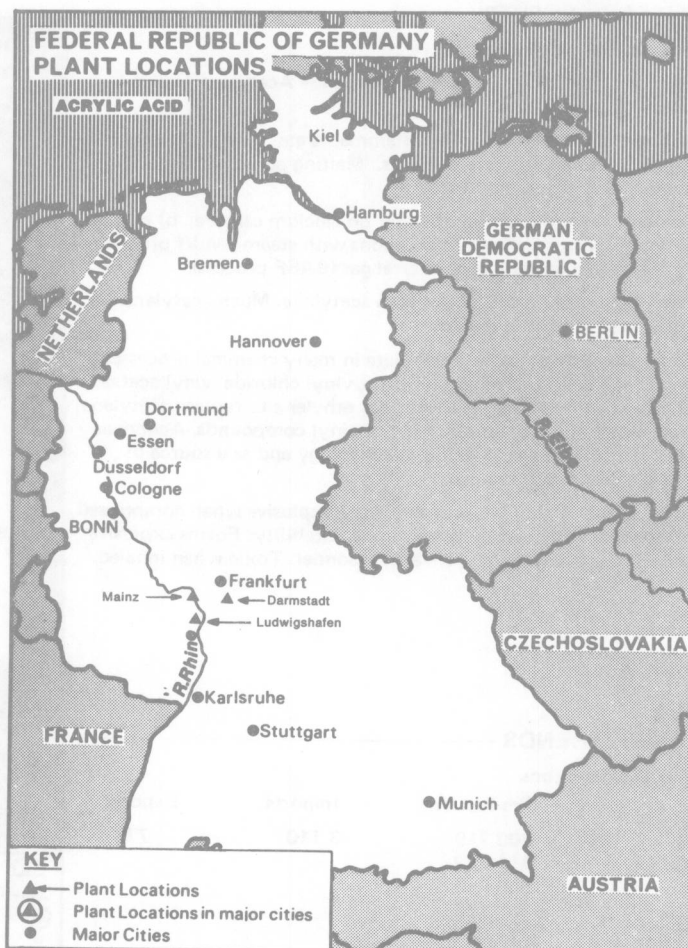 FEDERAL REPUBLIC OF GERMANY
PLANT LOCATIONS
ACRYLIC ACID
Kiel
Hamburg
GERMAN
DEMOCRATIC
REPUBLIC
Bremen
NETHERLANDS
BERLIN
Hannover
Dortmund
Essen
R.Elbe
Dusseldorf
Cologne
BONN
Frankfurt
Mainz
Darmstadt
Ludwigshafen
CZECHOSLOVAKIA
R.Rhine
Karlsruhe
FRANCE
Stuttgart
Munich
AUSTRIA
KEY
Plant Locations
Plant Locations in major cities
Major Cities